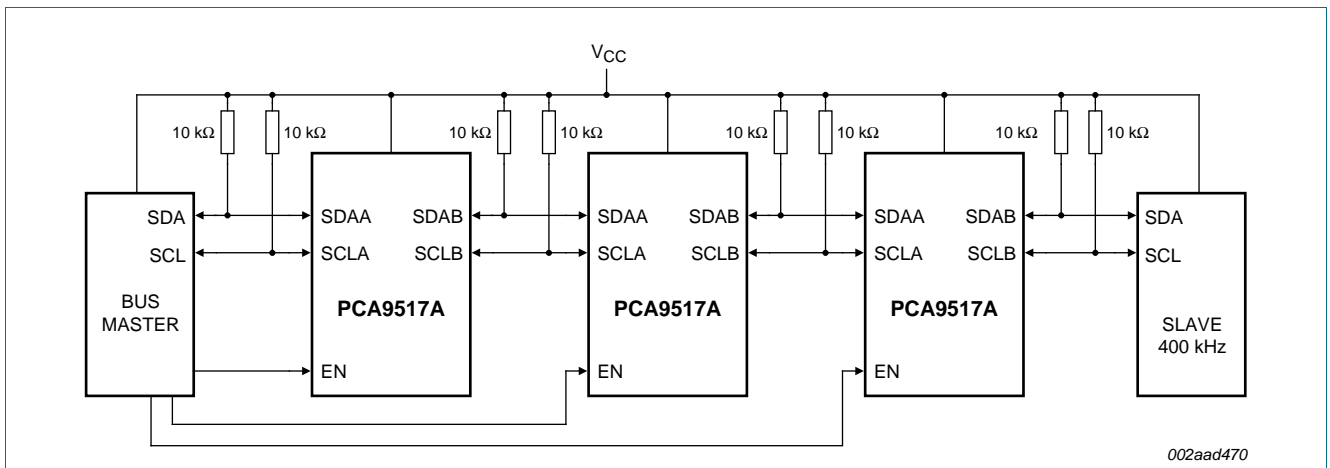 VCC
10 kΩ 10 kΩ 10 kΩ 10 kΩ 10 kΩ 10 kΩ 10 kΩ 10 kΩ
SDA SDAA SDAB SDAA SDAB SDAA SDAB SDA
SCL SCLA SCLB SCLA SCLB SCLA SCLB SCL
BUS
MASTER
PCA9517A PCA9517A PCA9517A
SLAVE
400 kHz
EN EN EN
002aad470